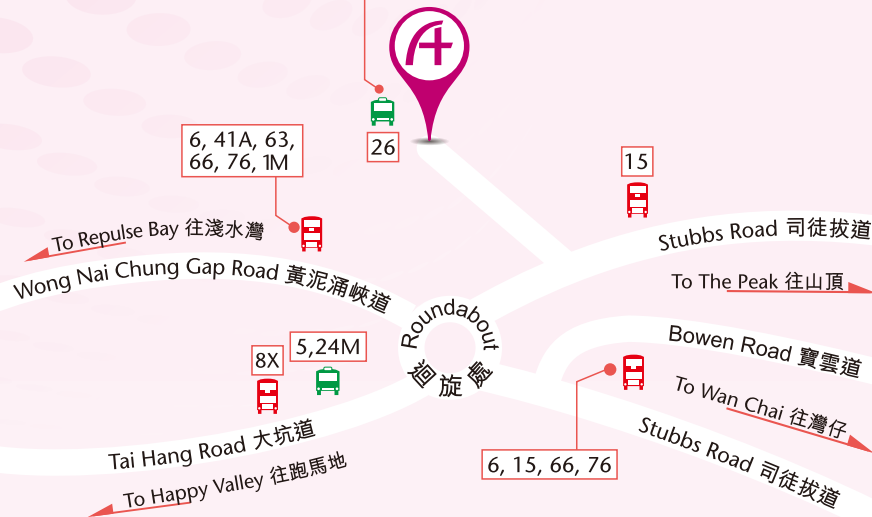 26
6, 41A, 63,
66, 76, 1M
15
To Repulse Bay 往淺水灣
Stubbs Road 司徒拔道
Wong Nai Chung Gap Road 黃泥涌峽道
To The Peak 往山頂
Roundabout
迴旋處
Bowen Road 寶雲道
5,24M
8X
To Wan Chai 往灣仔
Tai Hang Road 大坑道
Stubbs Road 司徒拔道
6, 15, 66, 76
To Happy Valley 往跑馬地